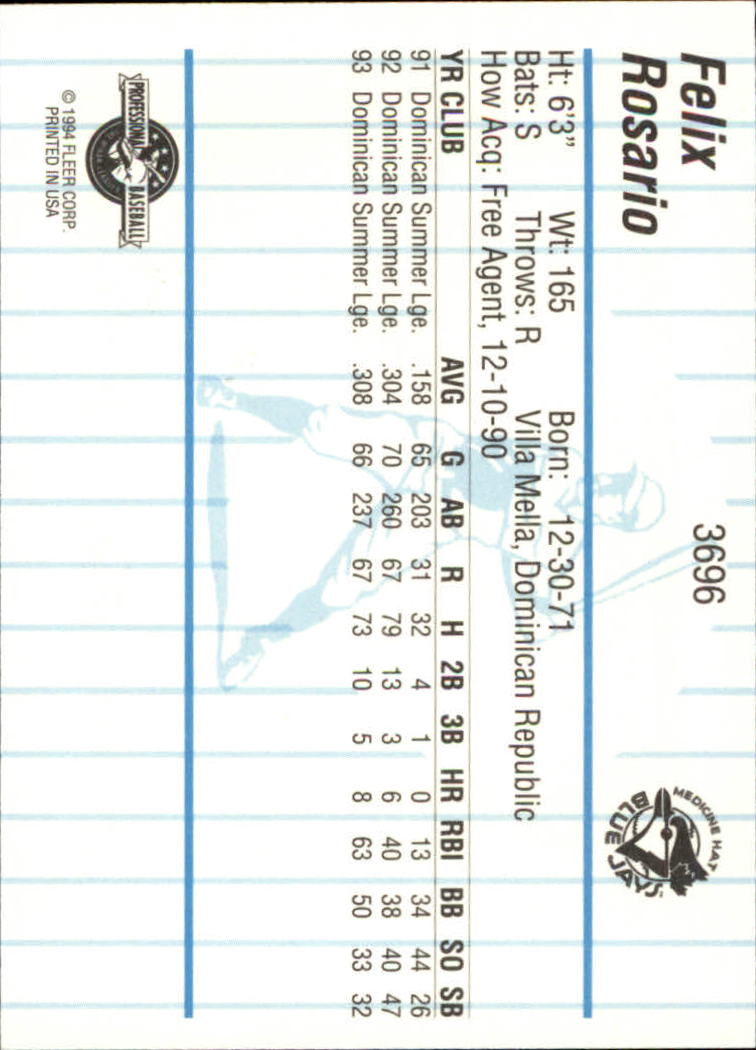 Felix
Rosario
3696
MEDICINE HAT
BLUE JAYS
Ht: 6'3" Wt: 165 Born: 12-30-71
Bats: S Throws: R Villa Mella, Dominican Republic
How Acq: Free Agent, 12-10-90
YR CLUB AVG G AB R H 2B 3B HR RBI BB SO SB
91 Dominican Summer Lge. .158 65 203 31 32 4 1 0 13 34 44 26
92 Dominican Summer Lge. .304 70 260 67 79 13 3 6 40 38 40 47
93 Dominican Summer Lge. .308 66 237 67 73 10 5 8 63 50 33 32
PROFESSIONAL BASEBALL
© 1994 FLEER CORP.
PRINTED IN USA